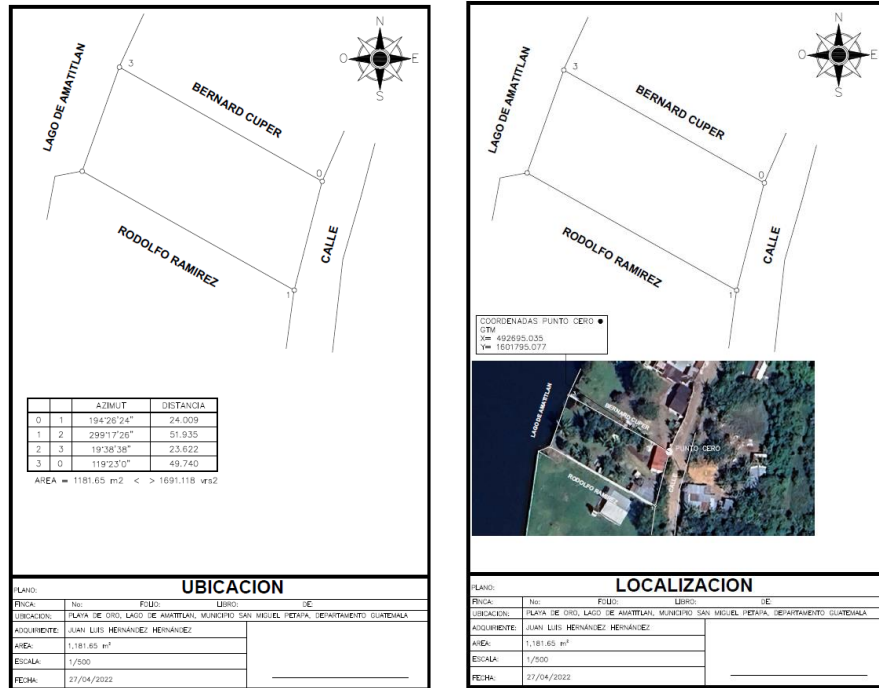 N
O
E
S
LAGO DE AMATITLAN
3
BERNARD CUPER
0
RODOLFO RAMIREZ
CALLE
1
AZIMUT DISTANCIA
0 1 194°26'24" 24.009
1 2 299°17'26" 51.935
2 3 19°38'38" 23.622
3 0 119°23'0" 49.740
AREA = 1181.65 m2 < > 1691.118 vrs2
PLANO: UBICACION
FINCA: No: FOLIO: LIBRO: DE:
UBICACION: PLAYA DE ORO, LAGO DE AMATITLAN, MUNICIPIO SAN MIGUEL PETAPA, DEPARTAMENTO GUATEMALA
ADQUIRIENTE: JUAN LUIS HERNÁNDEZ HERNÁNDEZ
AREA: 1,181.65 m²
ESCALA: 1/500
FECHA: 27/04/2022
N
O
E
S
LAGO DE AMATITLAN
3
BERNARD CUPER
0
RODOLFO RAMIREZ
CALLE
1
COORDENADAS PUNTO CERO
GTM
X= 492695.035
Y= 1601795.077
LAGO DE AMATITLAN
BERNARD CUPER
PUNTO CERO
RODOLFO
CALLE
PLANO: LOCALIZACION
FINCA: No: FOLIO: LIBRO: DE:
UBICACION: PLAYA DE ORO, LAGO DE AMATITLAN, MUNICIPIO SAN MIGUEL PETAPA, DEPARTAMENTO GUATEMALA
ADQUIRIENTE: JUAN LUIS HERNÁNDEZ HERNÁNDEZ
AREA: 1,181.65 m²
ESCALA: 1/500
FECHA: 27/04/2022